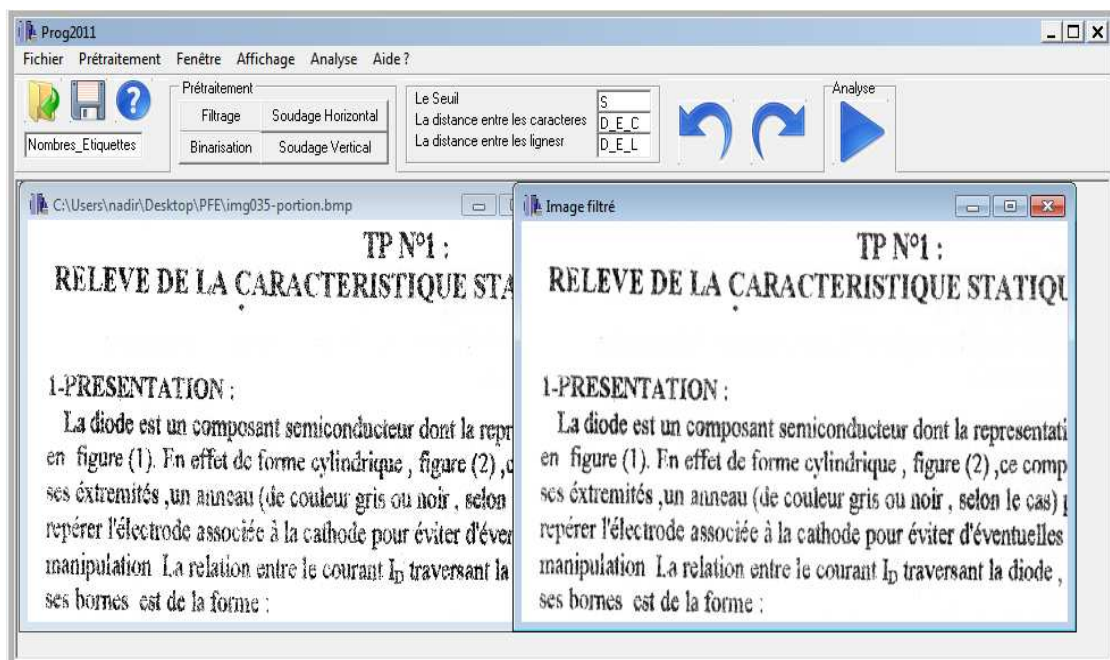 Prog2011
Fichier Prétraitement Fenêtre Affichage Analyse Aide ?
Prétraitement
Filtrage Soudage Horizontal
Binarisation Soudage Vertical
Nombres_Etiquettes
Le Seuil S
La distance entre les caracteres D_E_C
La distance entre les lignesr D_E_L
Analyse
C:\Users\nadir\Desktop\PFE\img035-portion.bmp
TP N°1 :
RELEVE DE LA CARACTERISTIQUE STA
1-PRESENTATION :
La diode est un composant semiconducteur dont la repr
en figure (1). En effet de forme cylindrique , figure (2) ,c
ses éxtremités ,un anneau (de couleur gris ou noir , selon
repérer l'électrode associée à la cathode pour éviter d'éver
manipulation La relation entre le courant ID traversant la
ses bornes est de la forme :
Image filtré
TP N°1 :
RELEVE DE LA CARACTERISTIQUE STATIQU
1-PRESENTATION :
La diode est un composant semiconducteur dont la representati
en figure (1). En effet de forme cylindrique , figure (2) ,ce comp
ses éxtremités ,un anneau (de couleur gris ou noir , selon le cas)
repérer l'électrode associée à la cathode pour éviter d'éventuelles
manipulation La relation entre le courant ID traversant la diode ,
ses bornes est de la forme :